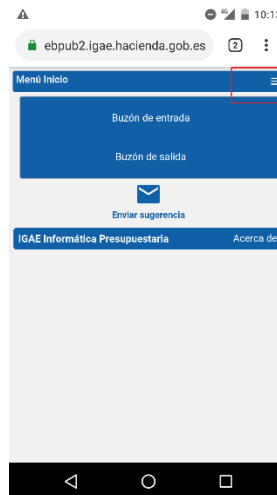 4G 10:1
ebpub2.igae.hacienda.gob.es 2
Menú Inicio
Buzón de entrada
Buzón de salida
Enviar sugerencia
IGAE Informática Presupuestaria Acerca de